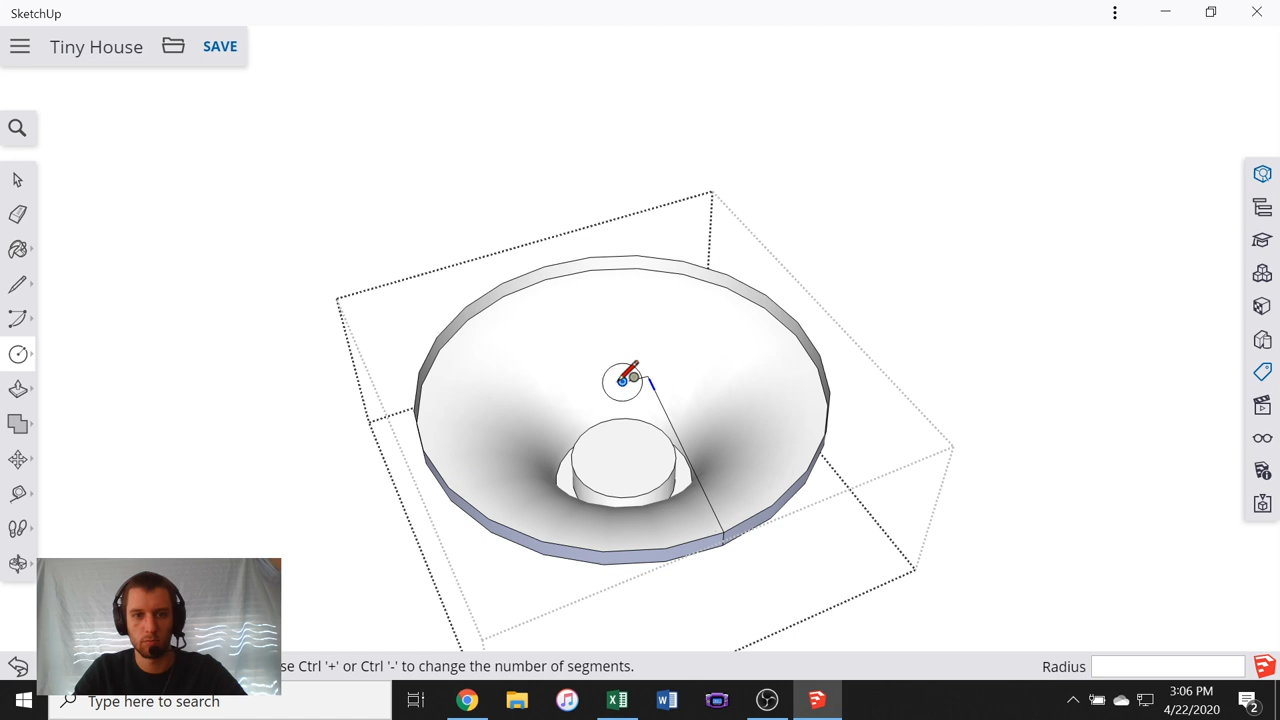 SketchUp
Tiny House
SAVE
se Ctrl '+' or Ctrl '-' to change the number of segments.
Radius
Type here to search
3:06 PM
4/22/2020
2